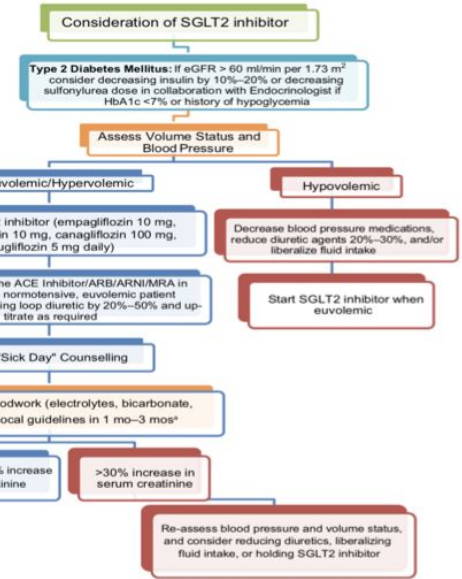 Consideration of SGLT2 inhibitor
Type 2 Diabetes Mellitus: If eGFR > 60 ml/min per 1.73 m²
consider decreasing insulin by 10%–20% or decreasing
sulfonylurea dose in collaboration with Endocrinologist if
HbA1c <7% or history of hypoglycemia
Assess Volume Status and
Blood Pressure
volemic/Hypervolemic
inhibitor (empagliflozin 10 mg,
in 10 mg, canagliflozin 100 mg,
ugliflozin 5 mg daily)
ne ACE Inhibitor/ARB/ARNI/MRA in
normotensive, euvolemic patient
ing loop diuretic by 20%–50% and up-
titrate as required
"Sick Day" Counselling
odwork (electrolytes, bicarbonate,
ocal guidelines in 1 mo–3 mosᵃ
% increase
tinine
>30% increase in
serum creatinine
Hypovolemic
Decrease blood pressure medications,
reduce diuretic agents 20%–30%, and/or
liberalize fluid intake
Start SGLT2 inhibitor when
euvolemic
Re-assess blood pressure and volume status,
and consider reducing diuretics, liberalizing
fluid intake, or holding SGLT2 inhibitor